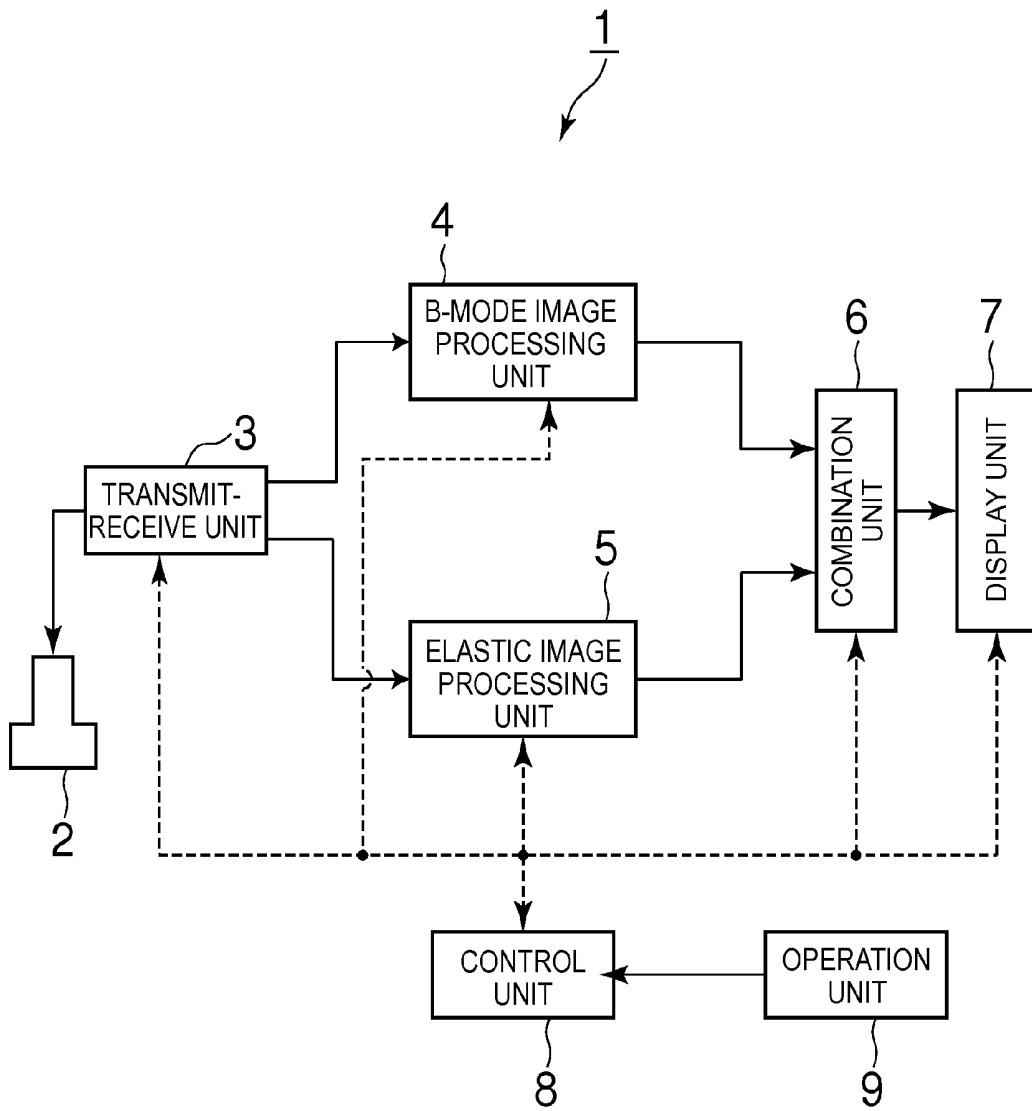 1
4
B-MODE IMAGE
PROCESSING
UNIT
6
7
3
TRANSMIT-
RECEIVE UNIT
COMBINATION
UNIT
DISPLAY UNIT
5
ELASTIC IMAGE
PROCESSING
UNIT
2
CONTROL
UNIT
OPERATION
UNIT
8
9